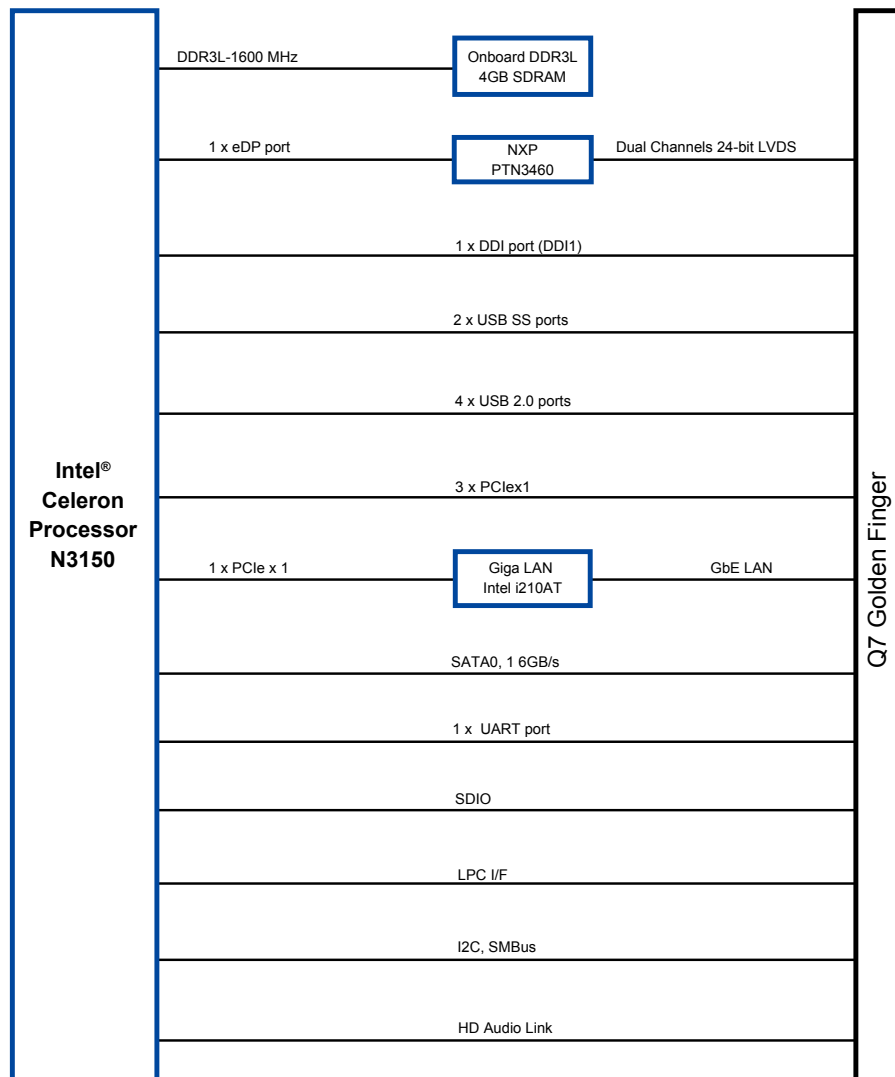 DDR3L-1600 MHz
Onboard DDR3L
4GB SDRAM
1 x eDP port
NXP
PTN3460
Dual Channels 24-bit LVDS
1 x DDI port (DDI1)
2 x USB SS ports
4 x USB 2.0 ports
Intel®
Celeron
Processor
N3150
3 x PCIex1
1 x PCIe x 1
Giga LAN
Intel i210AT
GbE LAN
Q7 Golden Finger
SATA0, 1 6GB/s
1 x  UART port
SDIO
LPC I/F
I2C, SMBus
HD Audio Link